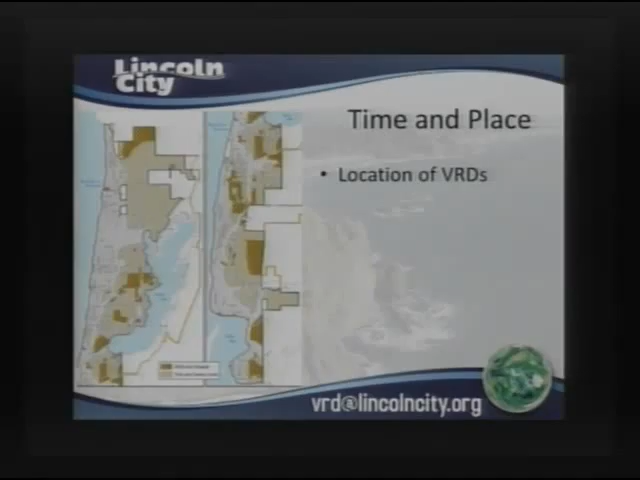 Lincoln
City
Time and Place
• Location of VRDs
vrd@lincolncity.org